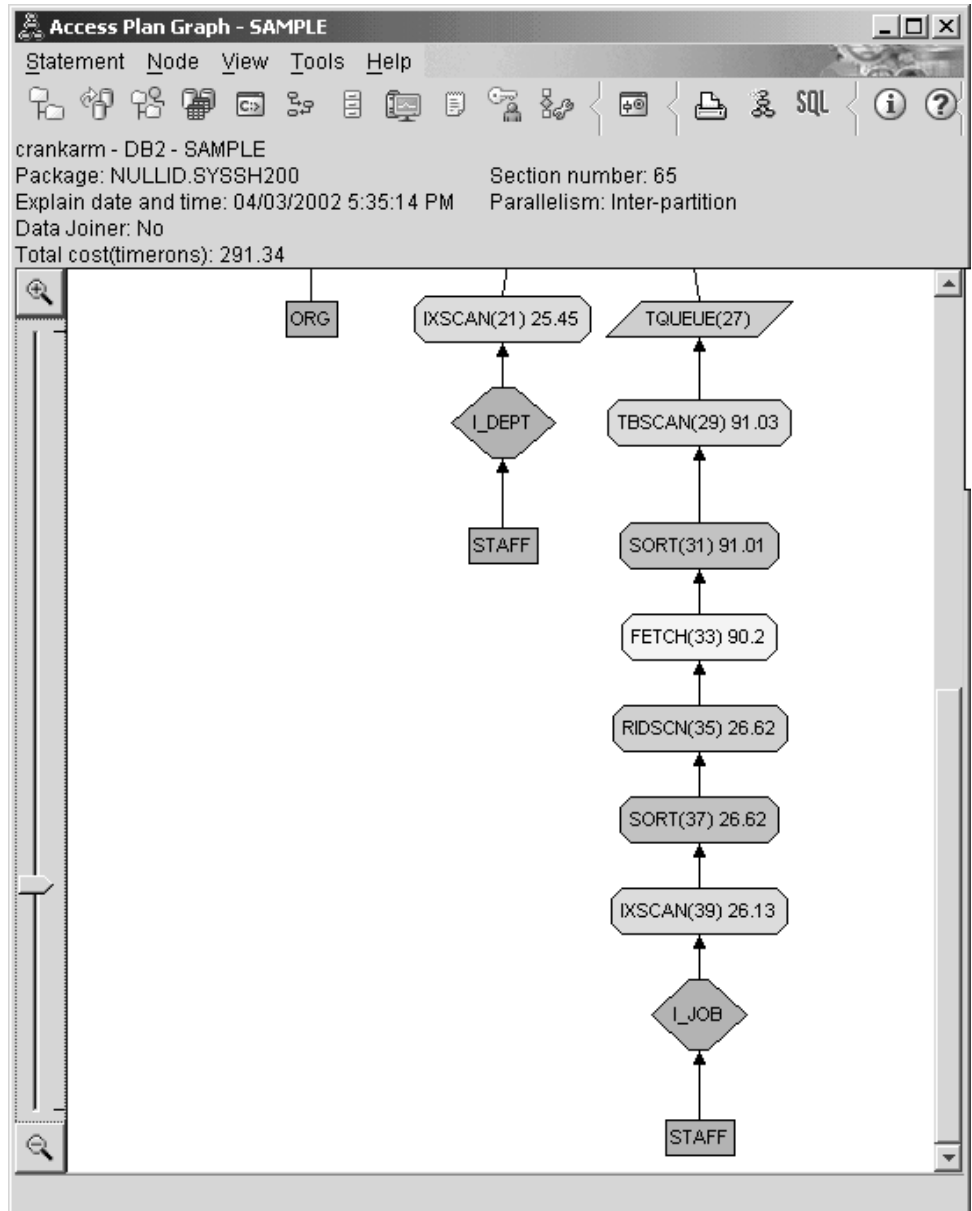 Access Plan Graph - SAMPLE
Statement Node View Tools Help
C:>
SQL
crankarm - DB2 - SAMPLE
Package: NULLID.SYSSH200 Section number: 65
Explain date and time: 04/03/2002 5:35:14 PM Parallelism: Inter-partition
Data Joiner: No
Total cost(timerons): 291.34
ORG
IXSCAN(21) 25.45
TQUEUE(27)
I_DEPT
TBSCAN(29) 91.03
STAFF
SORT(31) 91.01
FETCH(33) 90.2
RIDSCN(35) 26.62
SORT(37) 26.62
IXSCAN(39) 26.13
I_JOB
STAFF